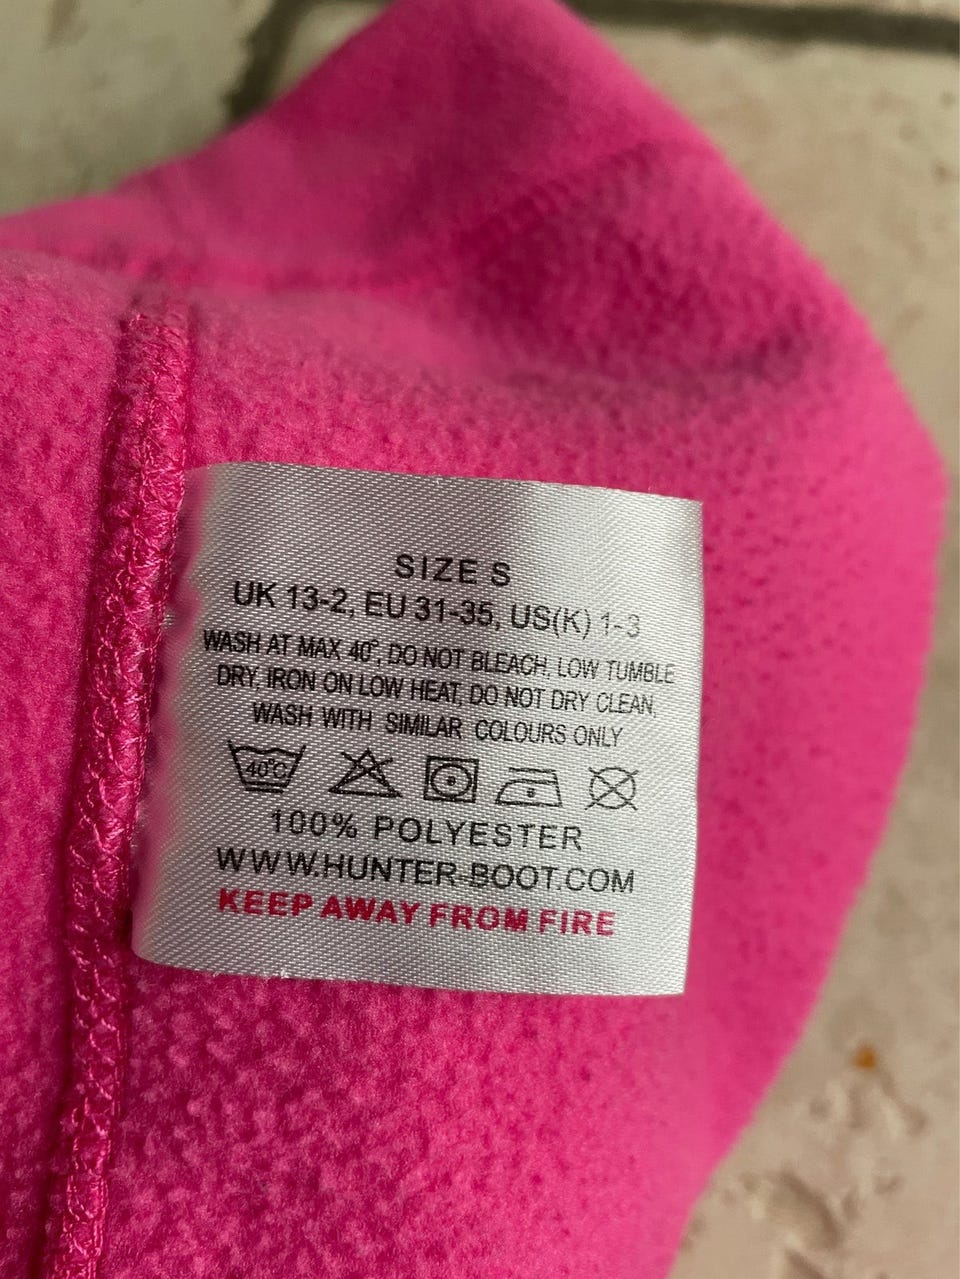 SIZE S
UK 13-2, EU 31-35, US(K) 1-3
WASH AT MAX 40°, DO NOT BLEACH, LOW TUMBLE
DRY, IRON ON LOW HEAT, DO NOT DRY CLEAN,
WASH WITH SIMILAR COLOURS ONLY
40°C
100% POLYESTER
WWW.HUNTER-BOOT.COM
KEEP AWAY FROM FIRE